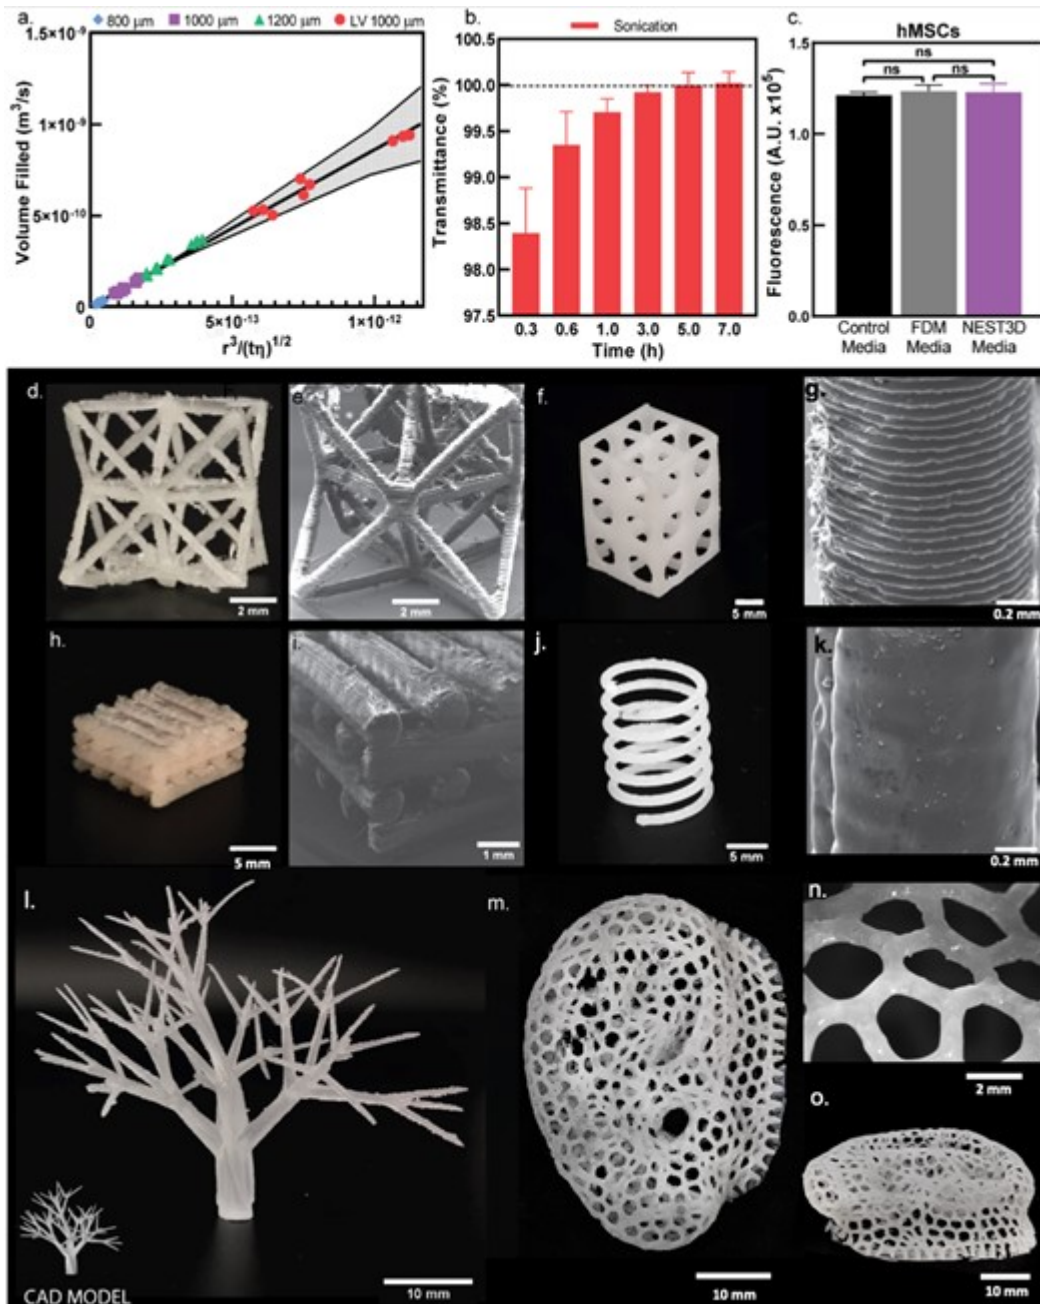 a.
800 μm 1000 μm 1200 μm LV 1000 μm
1.5×10⁻⁹
1×10⁻⁹
5×10⁻¹⁰
0
Volume Filled (m³/s)
0 5×10⁻¹³ 1×10⁻¹²
r³/(tη)^1/2
b.
Sonication
100.5
100.0
99.5
99.0
98.5
98.0
97.5
Transmittance (%)
0.3 0.6 1.0 3.0 5.0 7.0
Time (h)
c.
hMSCs
ns
ns ns
1.5
1.0
0.5
0.0
Fluorescence (A.U. x10⁵)
Control FDM NEST3D
Media Media Media
d.
2 mm
e.
2 mm
f.
5 mm
g.
0.2 mm
h.
5 mm
i.
1 mm
j.
5 mm
k.
0.2 mm
l.
CAD MODEL
10 mm
m.
10 mm
n.
2 mm
o.
10 mm